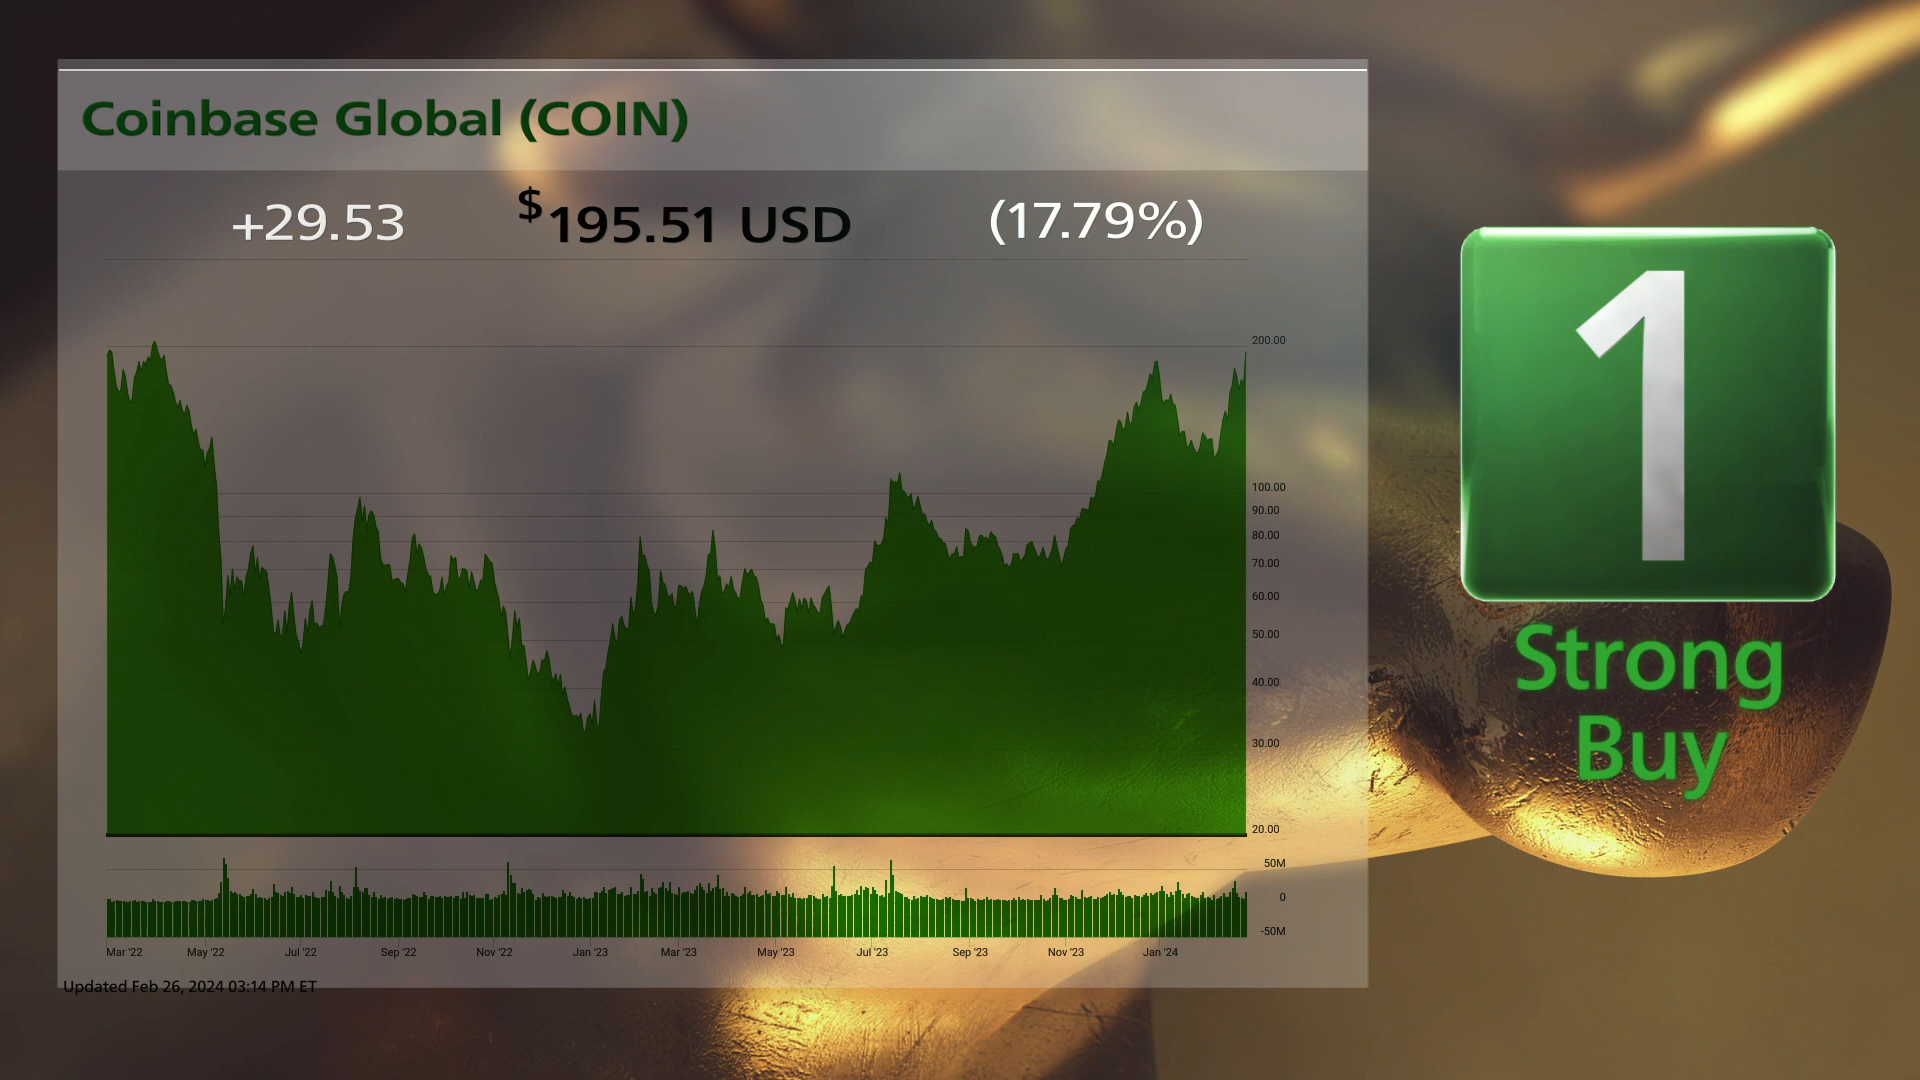 Coinbase Global (COIN)
+29.53 $195.51 USD (17.79%)
1
Strong
Buy
200.00
100.00
90.00
80.00
70.00
60.00
50.00
40.00
30.00
20.00
50M
0
-50M
Mar '22 May '22 Jul '22 Sep '22 Nov '22 Jan '23 Mar '23 May '23 Jul '23 Sep '23 Nov '23 Jan '24
Updated Feb 26, 2024 03:14 PM ET